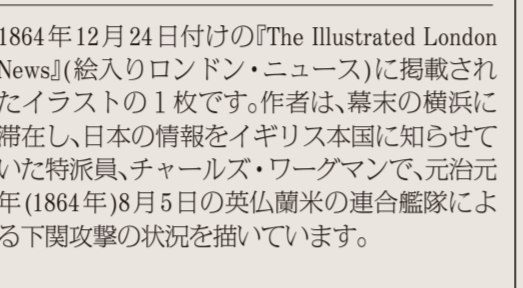 1864年12月24日付けの『The Illustrated London
News』(絵入りロンドン・ニュース)に掲載され
たイラストの1枚です。作者は、幕末の横浜に
滞在し、日本の情報をイギリス本国に知らせて
いた特派員、チャールズ・ワーグマンで、元治元
年(1864年)8月5日の英仏蘭米の連合艦隊によ
る下関攻撃の状況を描いています。